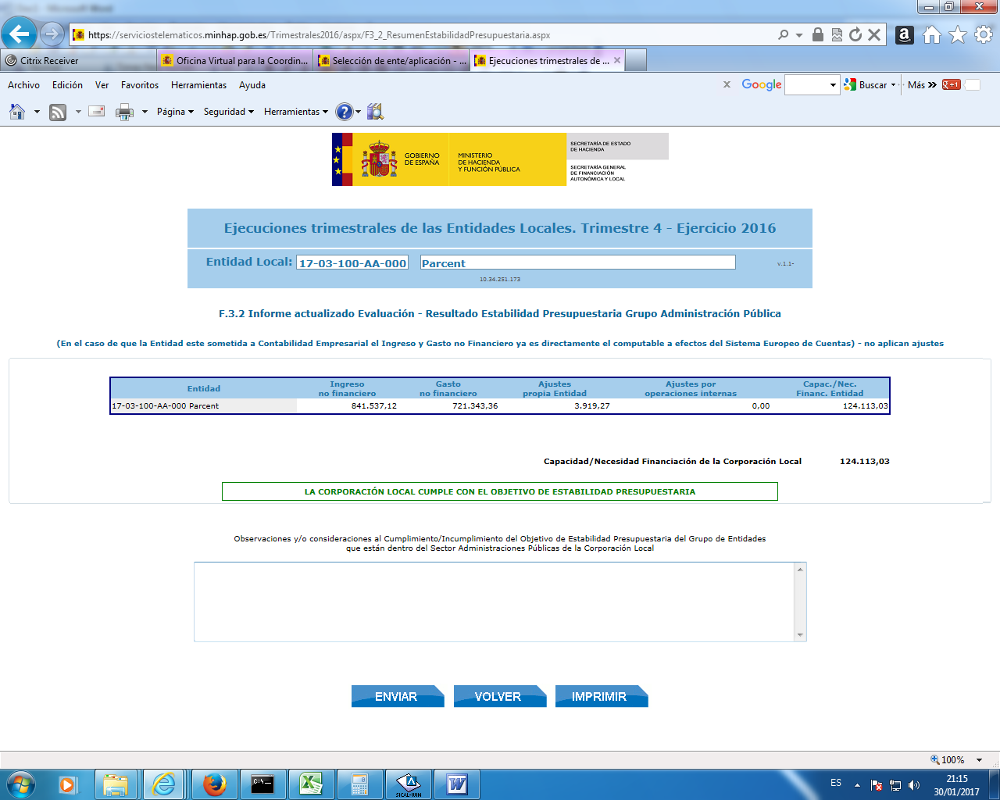 https://serviciostelematicos.minhap.gob.es/Trimestrales2016/aspx/F3_2_ResumenEstabilidadPresupuestaria.aspx
Citrix Receiver
Oficina Virtual para la Coordin...
Selección de ente/aplicación - ...
Ejecuciones trimestrales de ...
Archivo Edición Ver Favoritos Herramientas Ayuda
x Google Buscar Más
Página Seguridad Herramientas
GOBIERNO
DE ESPAÑA
MINISTERIO
DE HACIENDA
Y FUNCIÓN PÚBLICA
SECRETARÍA DE ESTADO
DE HACIENDA
SECRETARÍA GENERAL
DE FINANCIACIÓN
AUTONÓMICA Y LOCAL
Ejecuciones trimestrales de las Entidades Locales. Trimestre 4 - Ejercicio 2016
Entidad Local: 17-03-100-AA-000 Parcent v.1.1-
10.34.251.173
F.3.2 Informe actualizado Evaluación - Resultado Estabilidad Presupuestaria Grupo Administración Pública
(En el caso de que la Entidad este sometida a Contabilidad Empresarial el Ingreso y Gasto no Financiero ya es directamente el computable a efectos del Sistema Europeo de Cuentas) - no aplican ajustes
Entidad
Ingreso
no financiero
Gasto
no financiero
Ajustes
propia Entidad
Ajustes por
operaciones internas
Capac./Nec.
Financ. Entidad
17-03-100-AA-000 Parcent 841.537,12 721.343,36 3.919,27 0,00 124.113,03
Capacidad/Necesidad Financiación de la Corporación Local 124.113,03
LA CORPORACIÓN LOCAL CUMPLE CON EL OBJETIVO DE ESTABILIDAD PRESUPUESTARIA
Observaciones y/o consideraciones al Cumplimiento/Incumplimiento del Objetivo de Estabilidad Presupuestaria del Grupo de Entidades
que están dentro del Sector Administraciones Públicas de la Corporación Local
ENVIAR VOLVER IMPRIMIR
100%
SICAL-WIN
ES
21:15
30/01/2017